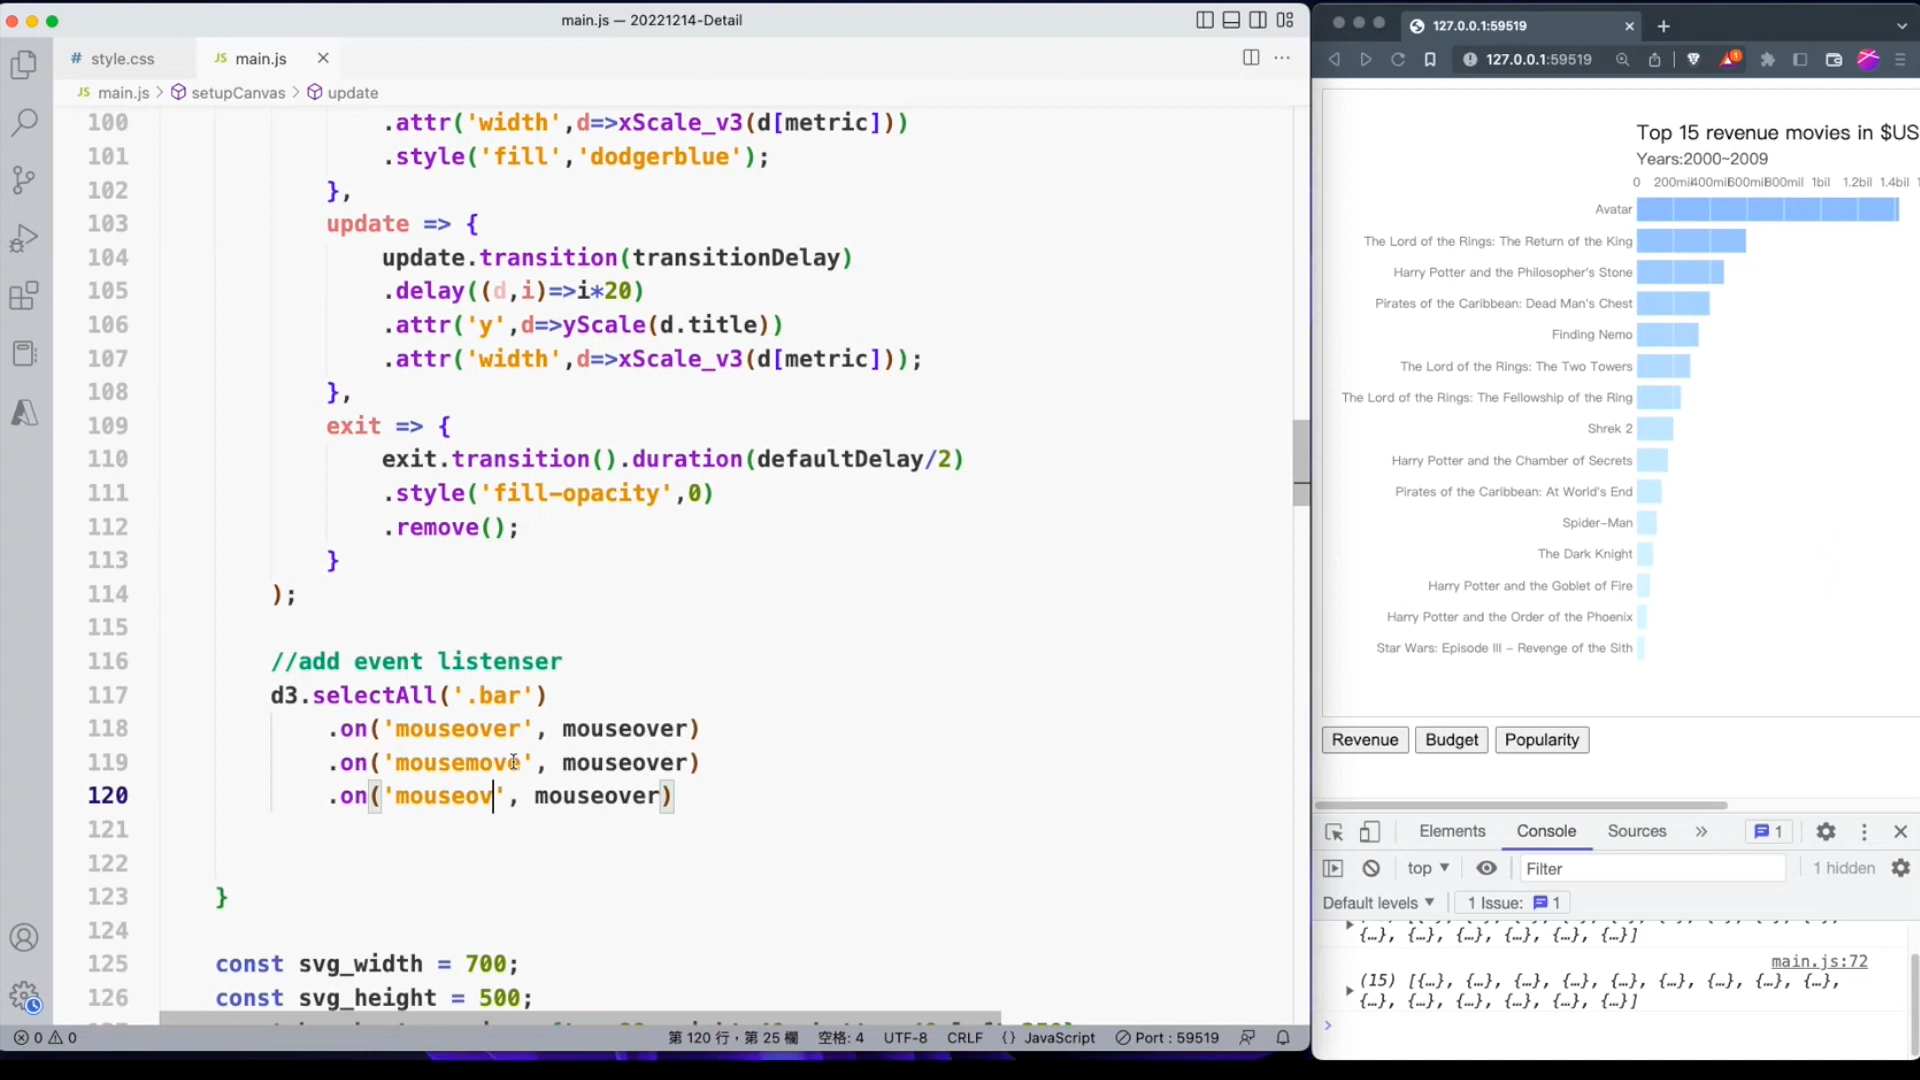 main.js — 20221214-Detail
# style.css
JS main.js
JS main.js > setupCanvas > update
100 .attr('width',d=>xScale_v3(d[metric]))
101 .style('fill','dodgerblue');
102 },
103 update => {
104 update.transition(transitionDelay)
105 .delay((d,i)=>i*20)
106 .attr('y',d=>yScale(d.title))
107 .attr('width',d=>xScale_v3(d[metric]));
108 },
109 exit => {
110 exit.transition().duration(defaultDelay/2)
111 .style('fill-opacity',0)
112 .remove();
113 }
114 );
115
116 //add event listenser
117 d3.selectAll('.bar')
118 .on('mouseover', mouseover)
119 .on('mousemove', mouseover)
120 .on('mouseov', mouseover)
121
122
123 }
124
125 const svg_width = 700;
126 const svg_height = 500;
0 0 第 120 行，第 25 欄 空格: 4 UTF-8 CRLF {} JavaScript Port : 59519
127.0.0.1:59519
127.0.0.1:59519 1
Top 15 revenue movies in $US
Years:2000~2009
0 200mil 400mil 600mil 800mil 1bil 1.2bil 1.4bil
Avatar
The Lord of the Rings: The Return of the King
Harry Potter and the Philosopher's Stone
Pirates of the Caribbean: Dead Man's Chest
Finding Nemo
The Lord of the Rings: The Two Towers
The Lord of the Rings: The Fellowship of the Ring
Shrek 2
Harry Potter and the Chamber of Secrets
Pirates of the Caribbean: At World's End
Spider-Man
The Dark Knight
Harry Potter and the Goblet of Fire
Harry Potter and the Order of the Phoenix
Star Wars: Episode III - Revenge of the Sith
Revenue Budget Popularity
Elements Console Sources » 1
top Filter 1 hidden
Default levels 1 Issue: 1
{…}, {…}, {…}, {…}, {…}, {…}]
main.js:72
(15) [{…}, {…}, {…}, {…}, {…}, {…}, {…}, {…}, {…},
{…}, {…}, {…}, {…}, {…}, {…}]